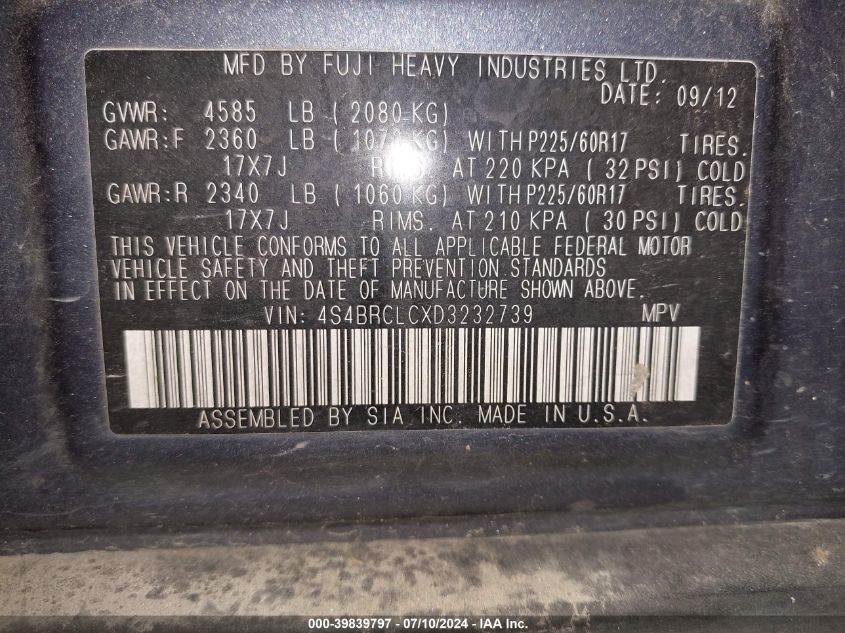 MFD BY FUJI HEAVY INDUSTRIES LTD.
DATE: 09/12
GVWR: 4585 LB ( 2080 KG)
GAWR:F 2360 LB ( 1070 KG) WITH P225/60R17 TIRES.
17X7J RIMS. AT 220 KPA ( 32 PSI) COLD
GAWR:R 2340 LB ( 1060 KG) WITH P225/60R17 TIRES.
17X7J RIMS. AT 210 KPA ( 30 PSI) COLD
THIS VEHICLE CONFORMS TO ALL APPLICABLE FEDERAL MOTOR
VEHICLE SAFETY AND THEFT PREVENTION STANDARDS
IN EFFECT ON THE DATE OF MANUFACTURE SHOWN ABOVE.
VIN: 4S4BRCLCXD3232739 MPV
ASSEMBLED BY SIA INC. MADE IN U.S.A.
000-39839797 - 07/10/2024 - IAA Inc.